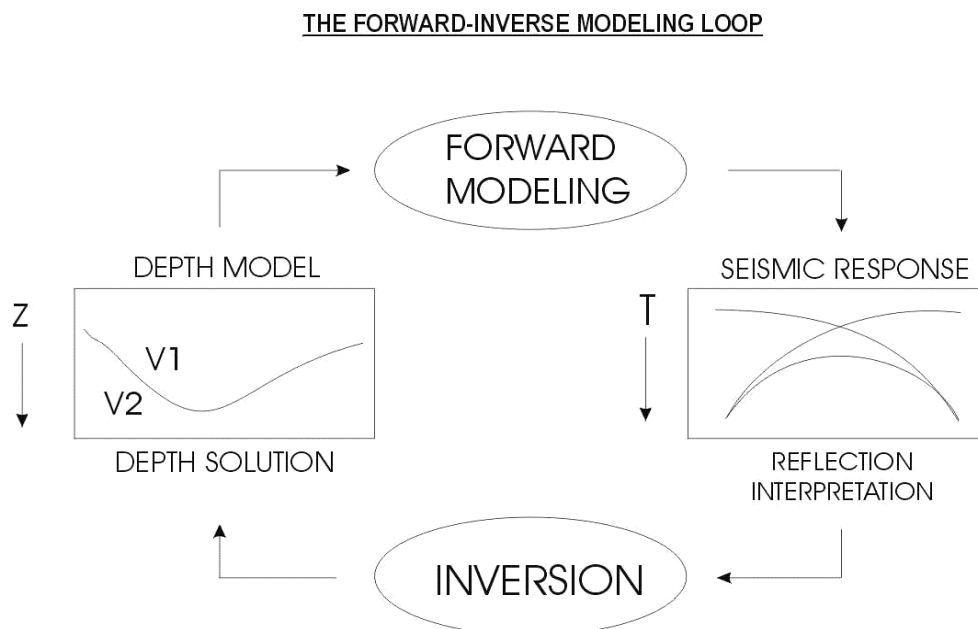 THE FORWARD-INVERSE MODELING LOOP
FORWARD
MODELING
DEPTH MODEL
SEISMIC RESPONSE
Z
V1
V2
T
DEPTH SOLUTION
REFLECTION
INTERPRETATION
INVERSION